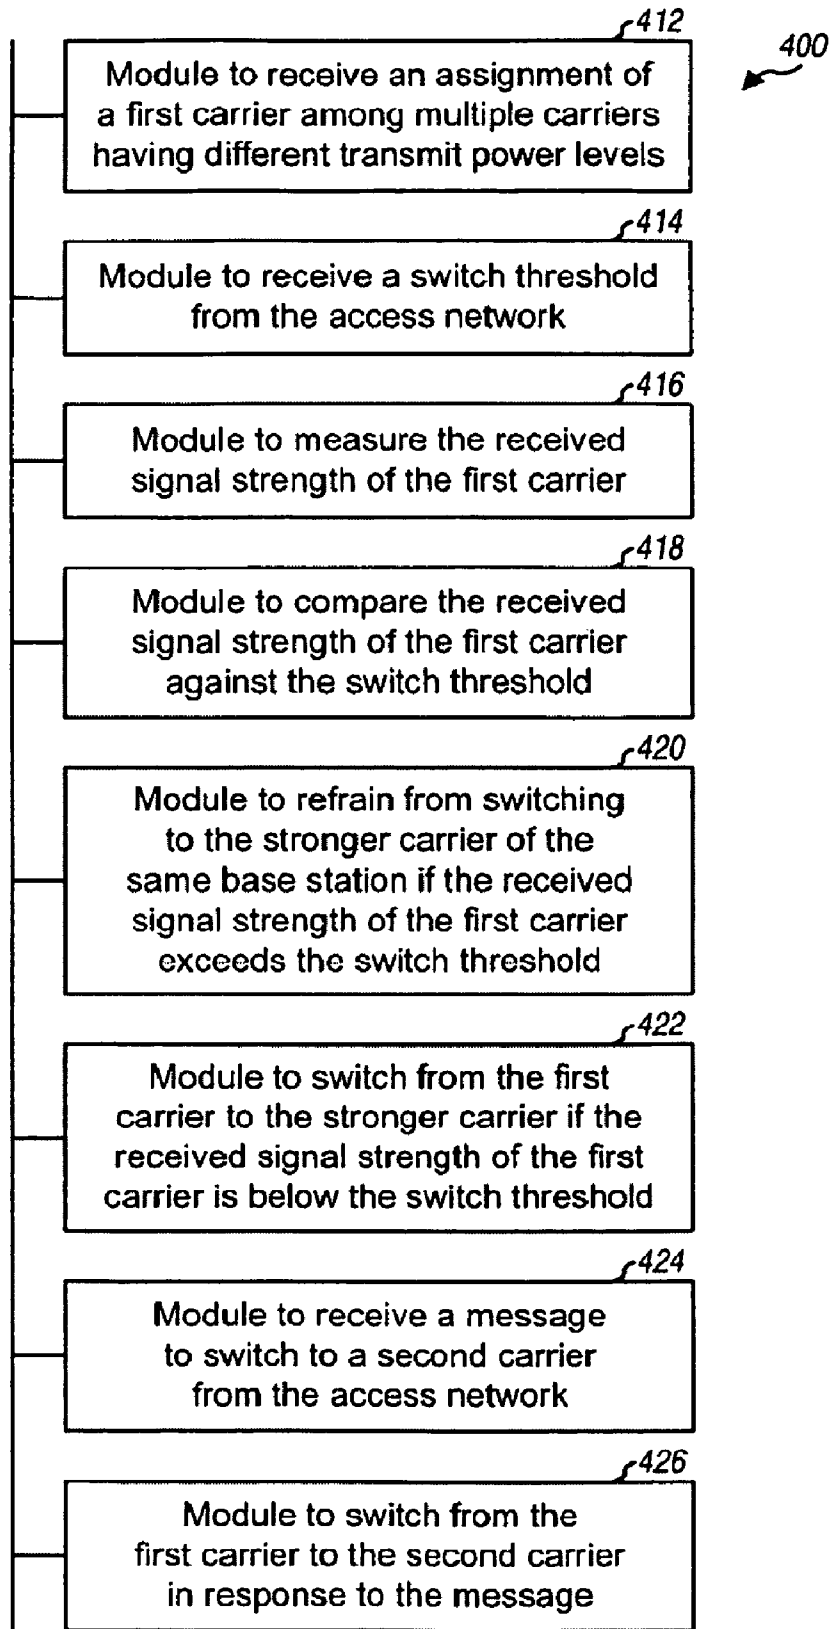 412
400
Module to receive an assignment of
a first carrier among multiple carriers
having different transmit power levels
414
Module to receive a switch threshold
from the access network
416
Module to measure the received
signal strength of the first carrier
418
Module to compare the received
signal strength of the first carrier
against the switch threshold
420
Module to refrain from switching
to the stronger carrier of the
same base station if the received
signal strength of the first carrier
exceeds the switch threshold
422
Module to switch from the first
carrier to the stronger carrier if the
received signal strength of the first
carrier is below the switch threshold
424
Module to receive a message
to switch to a second carrier
from the access network
426
Module to switch from the
first carrier to the second carrier
in response to the message